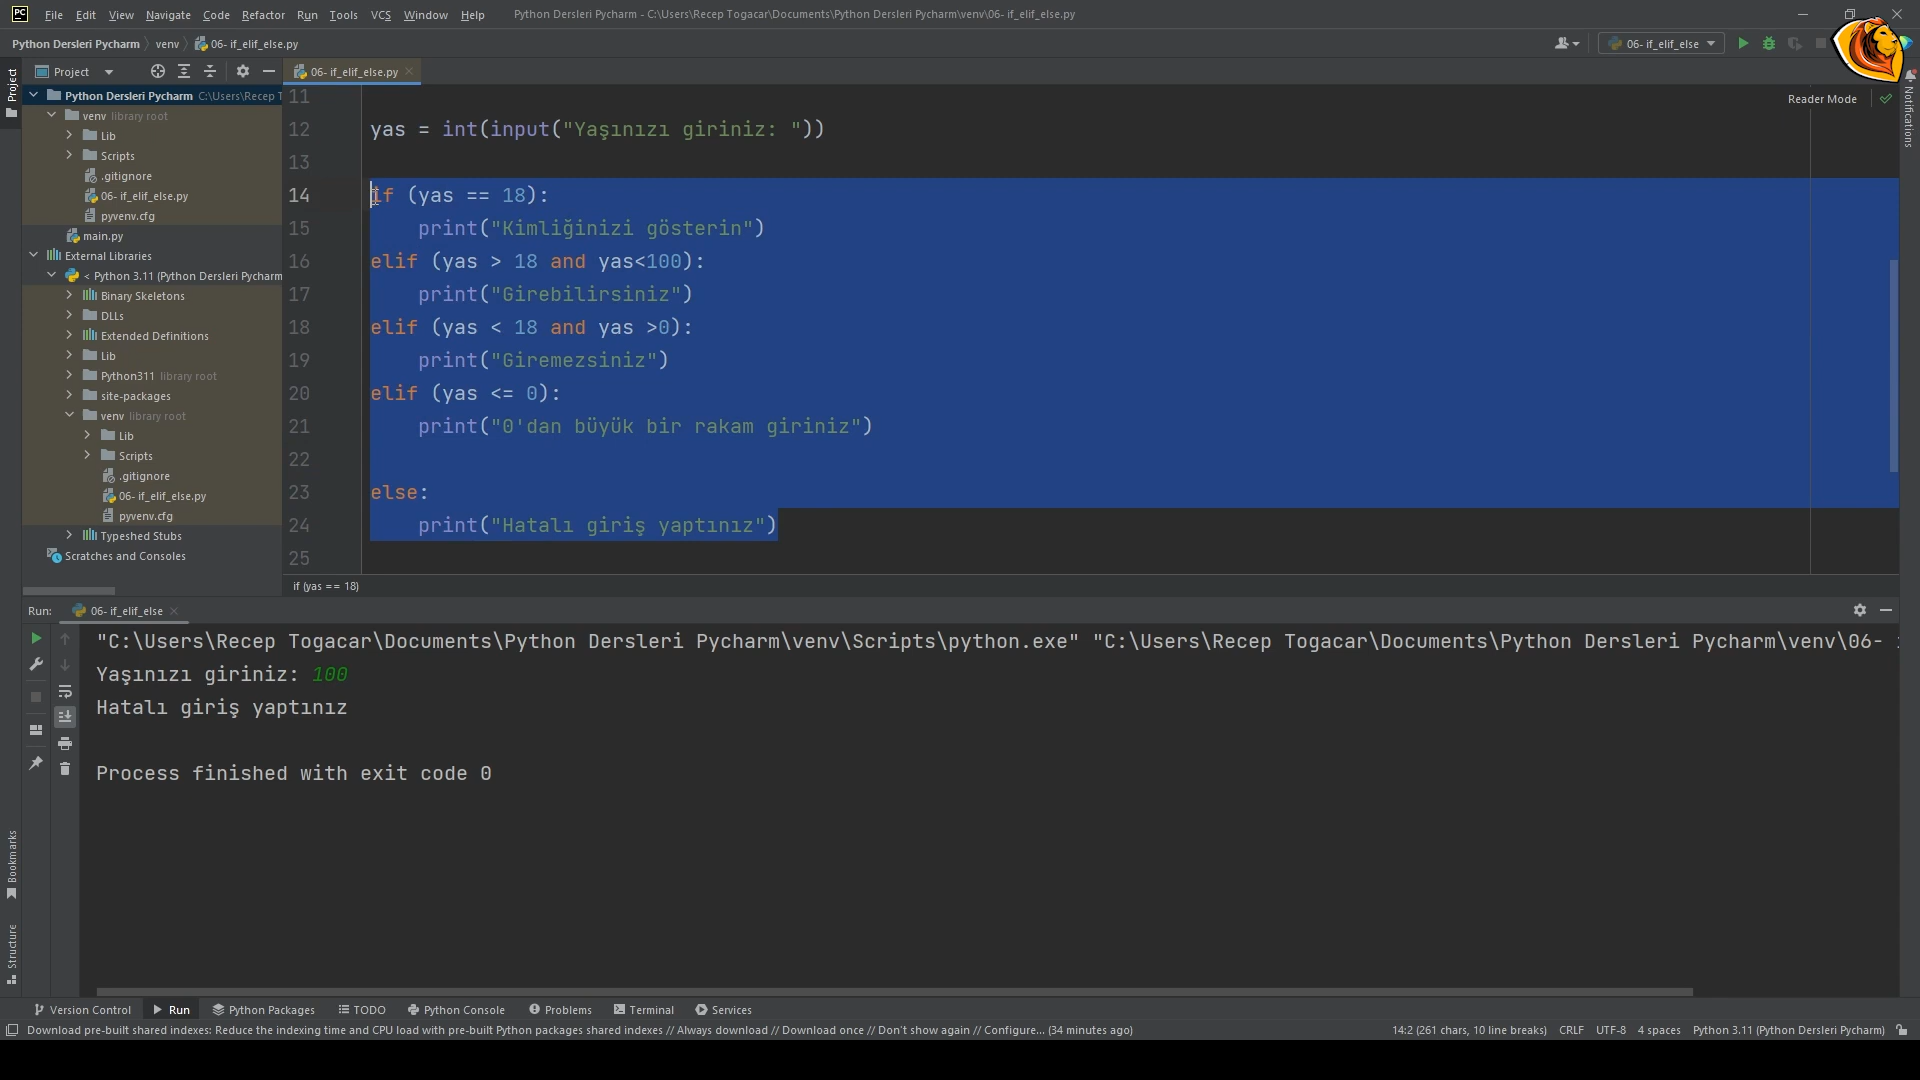 PC File Edit View Navigate Code Refactor Run Tools VCS Window Help Python Dersleri Pycharm - C:\Users\Recep Togacar\Documents\Python Dersleri Pycharm\venv\06- if_elif_else.py
Python Dersleri Pycharm venv 06- if_elif_else.py 06- if_elif_else
Project 06- if_elif_else.py
Project
Notifications
Reader Mode
Python Dersleri Pycharm C:\Users\Recep T
venv library root
Lib
Scripts
.gitignore
06- if_elif_else.py
pyvenv.cfg
main.py
External Libraries
< Python 3.11 (Python Dersleri Pycharm
Binary Skeletons
DLLs
Extended Definitions
Lib
Python311 library root
site-packages
venv library root
Lib
Scripts
.gitignore
06- if_elif_else.py
pyvenv.cfg
Typeshed Stubs
Scratches and Consoles
11
12 yas = int(input("Yaşınızı giriniz: "))
13
14 if (yas == 18):
15 print("Kimliğinizi gösterin")
16 elif (yas > 18 and yas<100):
17 print("Girebilirsiniz")
18 elif (yas < 18 and yas >0):
19 print("Giremezsiniz")
20 elif (yas <= 0):
21 print("0'dan büyük bir rakam giriniz")
22
23 else:
24 print("Hatalı giriş yaptınız")
25
if (yas == 18)
Run: 06- if_elif_else
"C:\Users\Recep Togacar\Documents\Python Dersleri Pycharm\venv\Scripts\python.exe" "C:\Users\Recep Togacar\Documents\Python Dersleri Pycharm\venv\06-
Yaşınızı giriniz: 100
Hatalı giriş yaptınız
Process finished with exit code 0
Bookmarks
Structure
Version Control Run Python Packages TODO Python Console Problems Terminal Services
Download pre-built shared indexes: Reduce the indexing time and CPU load with pre-built Python packages shared indexes // Always download // Download once // Don't show again // Configure... (34 minutes ago) 14:2 (261 chars, 10 line breaks) CRLF UTF-8 4 spaces Python 3.11 (Python Dersleri Pycharm)